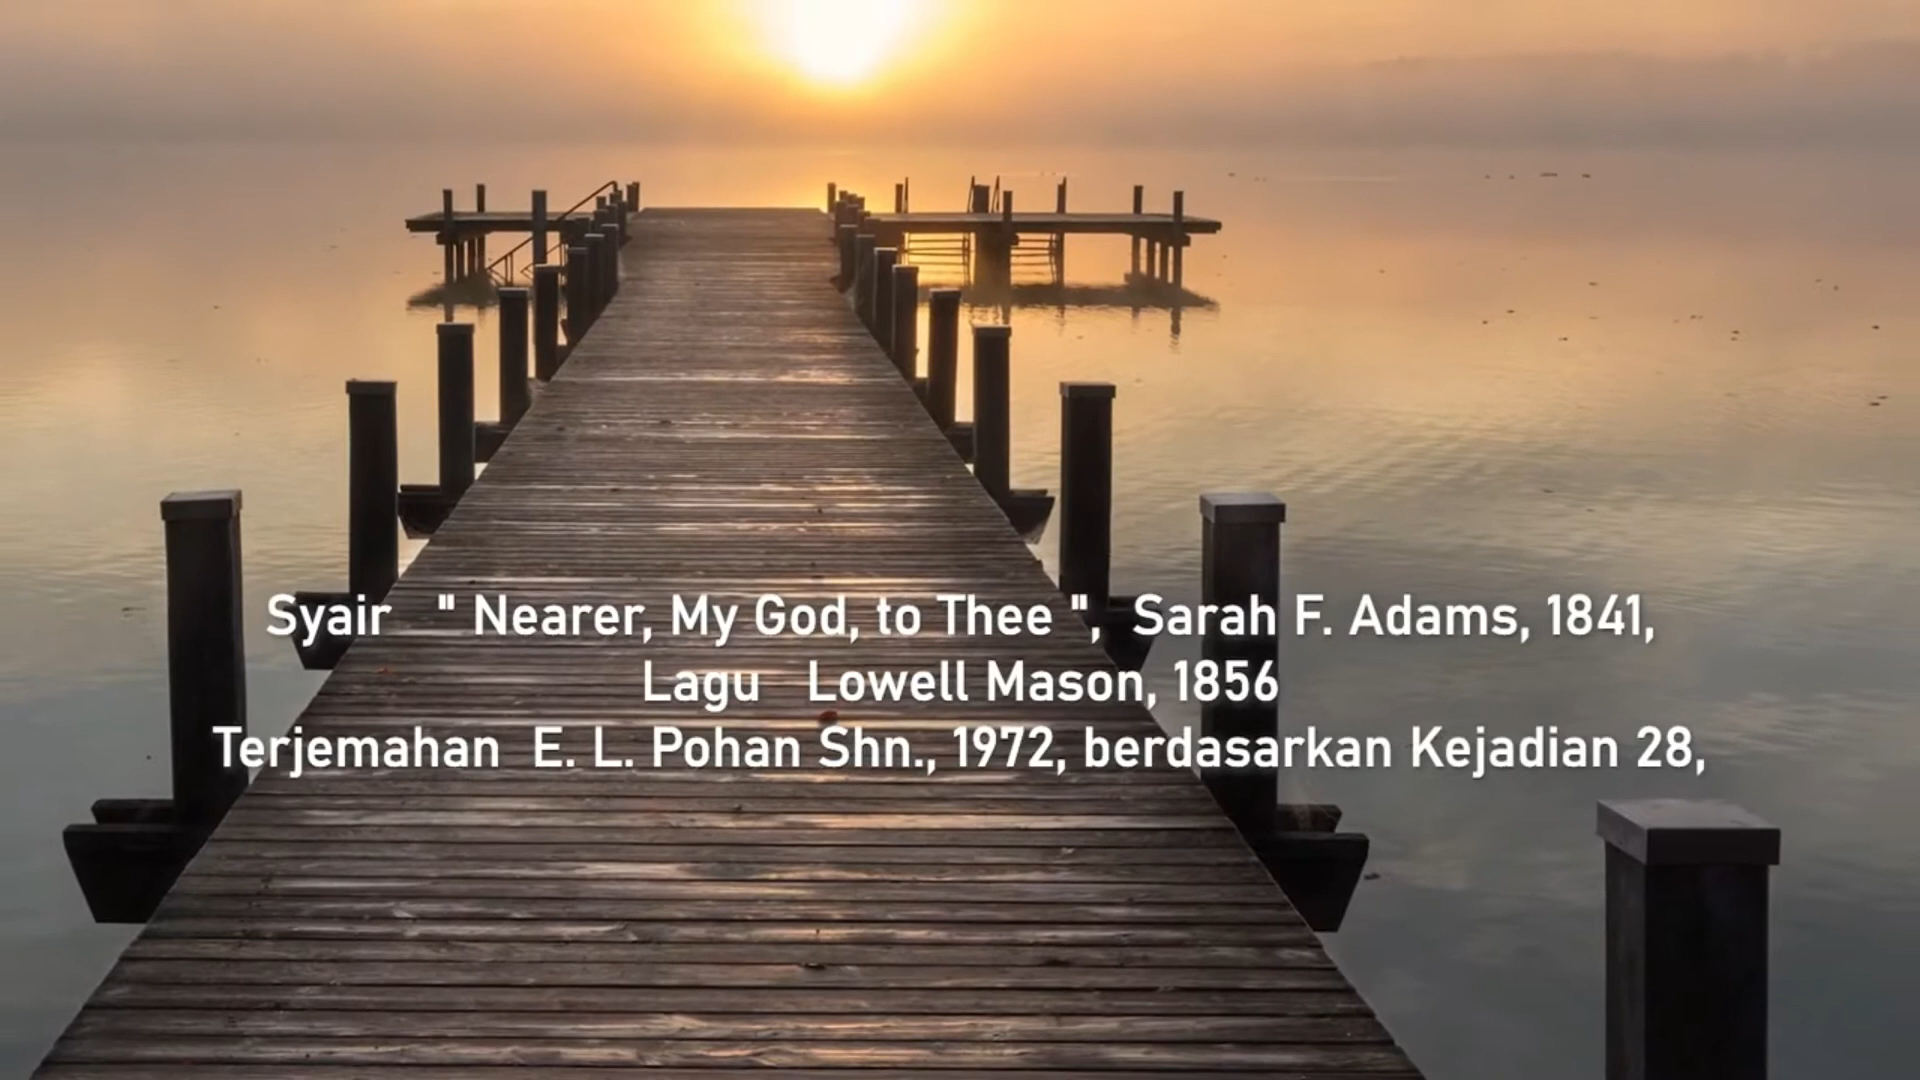 Syair " Nearer, My God, to Thee ", Sarah F. Adams, 1841,
Lagu Lowell Mason, 1856
Terjemahan E. L. Pohan Shn., 1972, berdasarkan Kejadian 28,